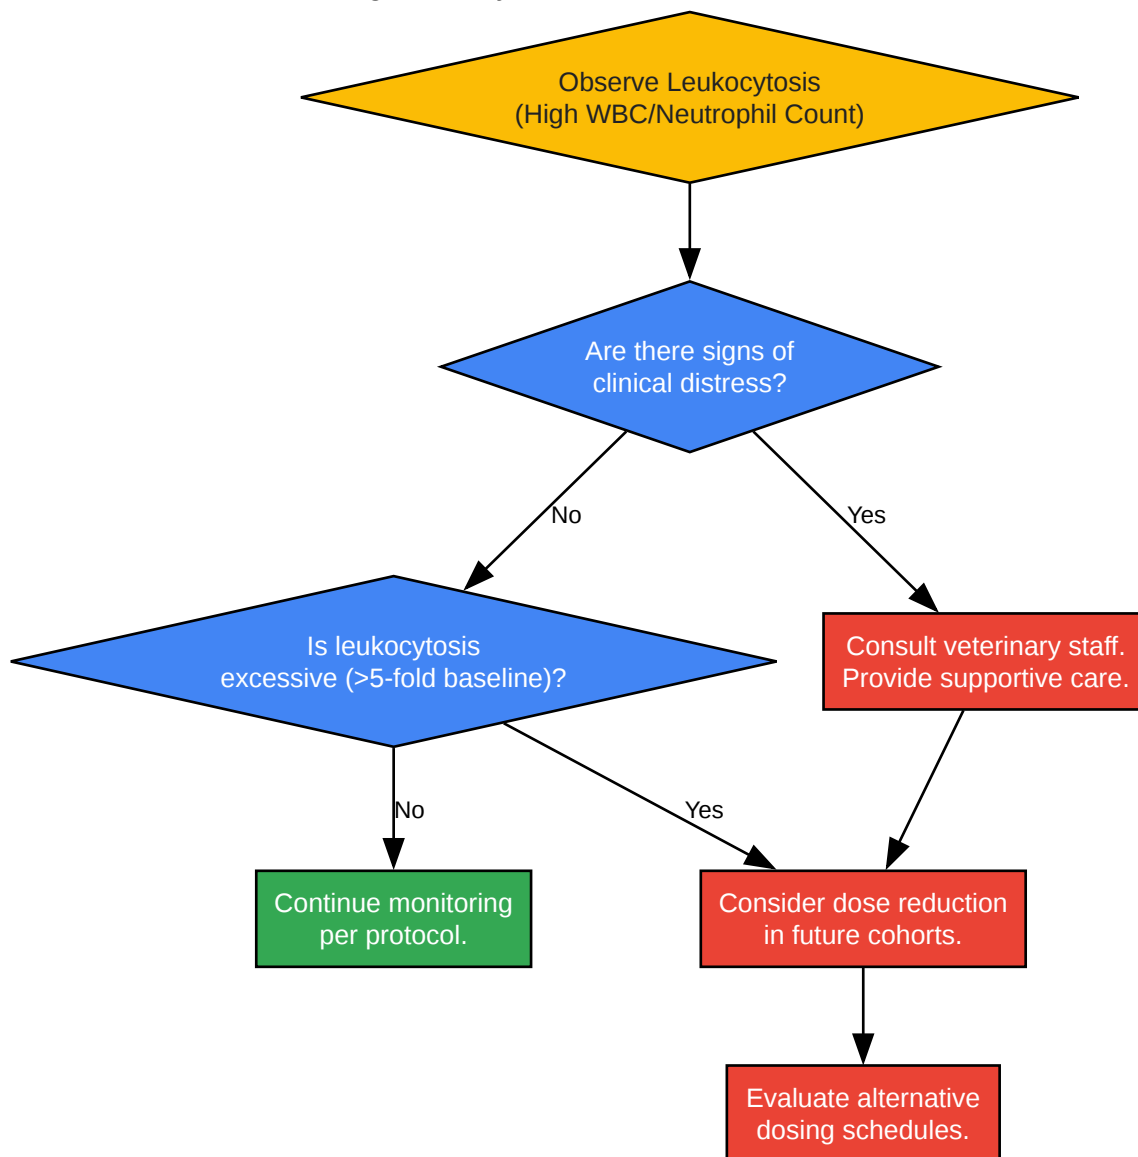 Observe Leukocytosis
(High WBC/Neutrophil Count)
Are there signs of
clinical distress?
No
Yes
Is leukocytosis
excessive (>5-fold baseline)?
Consult veterinary staff.
Provide supportive care.
No
Yes
Continue monitoring
per protocol.
Consider dose reduction
in future cohorts.
Evaluate alternative
dosing schedules.